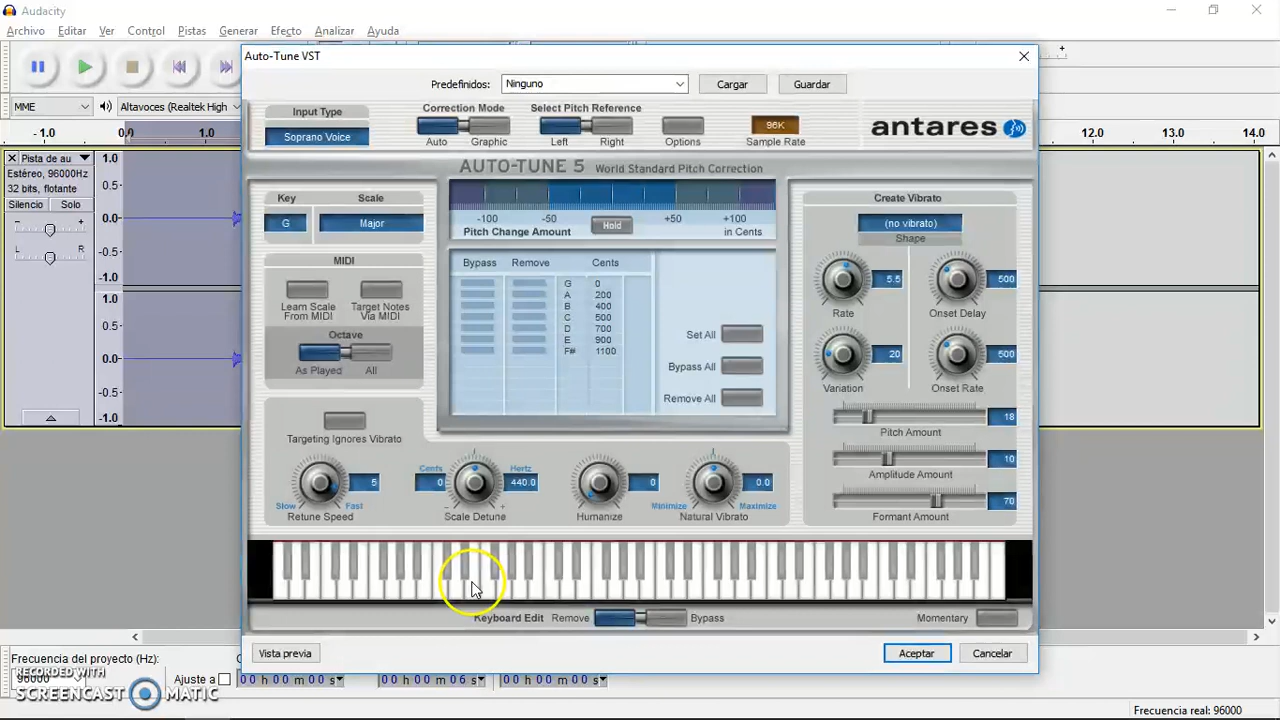 Audacity
Archivo Editar Ver Control Pistas Generar Efecto Analizar Ayuda
Auto-Tune VST
Predefinidos: Ninguno Cargar Guardar
MME Altavoces (Realtek High
- 1.0 0.0 1.0 12.0 13.0 14.0
Input Type
Soprano Voice
Correction Mode
Auto Graphic
Select Pitch Reference
Left Right
Options
96K
Sample Rate
antares
AUTO-TUNE 5 World Standard Pitch Correction
Pista de au
Estéreo, 96000Hz
32 bits, flotante
Silencio Solo
- +
L R
1.0
0.5
0.0
-0.5
-1.0
1.0
0.5
0.0
-0.5
-1.0
Key Scale
G Major
MIDI
Learn Scale From MIDI
Target Notes Via MIDI
Octave
As Played All
Targeting Ignores Vibrato
-100 -50 +50 +100
Pitch Change Amount Hold in Cents
Bypass Remove Cents
G 0
A 200
B 400
C 500
D 700
E 900
F# 1100
Set All
Bypass All
Remove All
Create Vibrato
(no vibrato)
Shape
5.5 500
Rate Onset Delay
20 500
Variation Onset Rate
18
Pitch Amount
10
Amplitude Amount
70
Formant Amount
5
Slow Fast
Retune Speed
Cents Hertz
0 440.0
- +
Scale Detune
0
Humanize
0.0
Minimize Maximize
Natural Vibrato
Keyboard Edit Remove Bypass Momentary
Vista previa Aceptar Cancelar
Frecuencia del proyecto (Hz):
96000 Ajuste a 00 h 00 m 00 s 00 h 00 m 06 s 00 h 00 m 00 s
RECORDED WITH
SCREENCAST MATIC
Frecuencia real: 96000